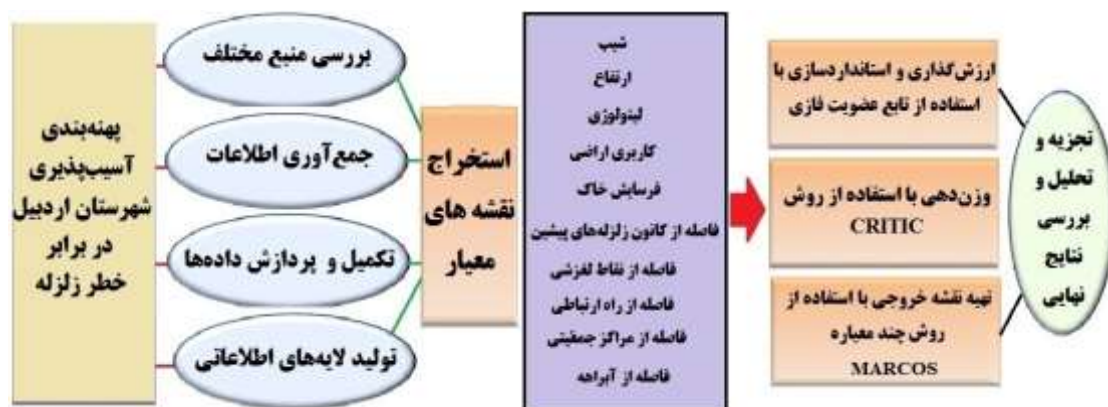 پهنه‌بندی
آسیب‌پذیری
شهرستان اردبیل
در برابر
خطر زلزله
بررسی منبع مختلف
جمع‌آوری اطلاعات
تکمیل و پردازش داده‌ها
تولید لایه‌های اطلاعاتی
استخراج
نقشه های
معیار
شیب
ارتفاع
لیتولوژی
کاربری اراضی
فرسایش خاک
فاصله از کانون زلزله‌های پیشین
فاصله از نقاط لغزشی
فاصله از راه ارتباطی
فاصله از مراکز جمعیتی
فاصله از آبراهه
ارزش‌گذاری و استانداردسازی با
استفاده از تابع عضویت فازی
وزن‌دهی با استفاده از روش
CRITIC
تهیه نقشه خروجی با استفاده از
روش چند معیاره
MARCOS
تجزیه و
تحلیل و
بررسی
نتایج
نهایی